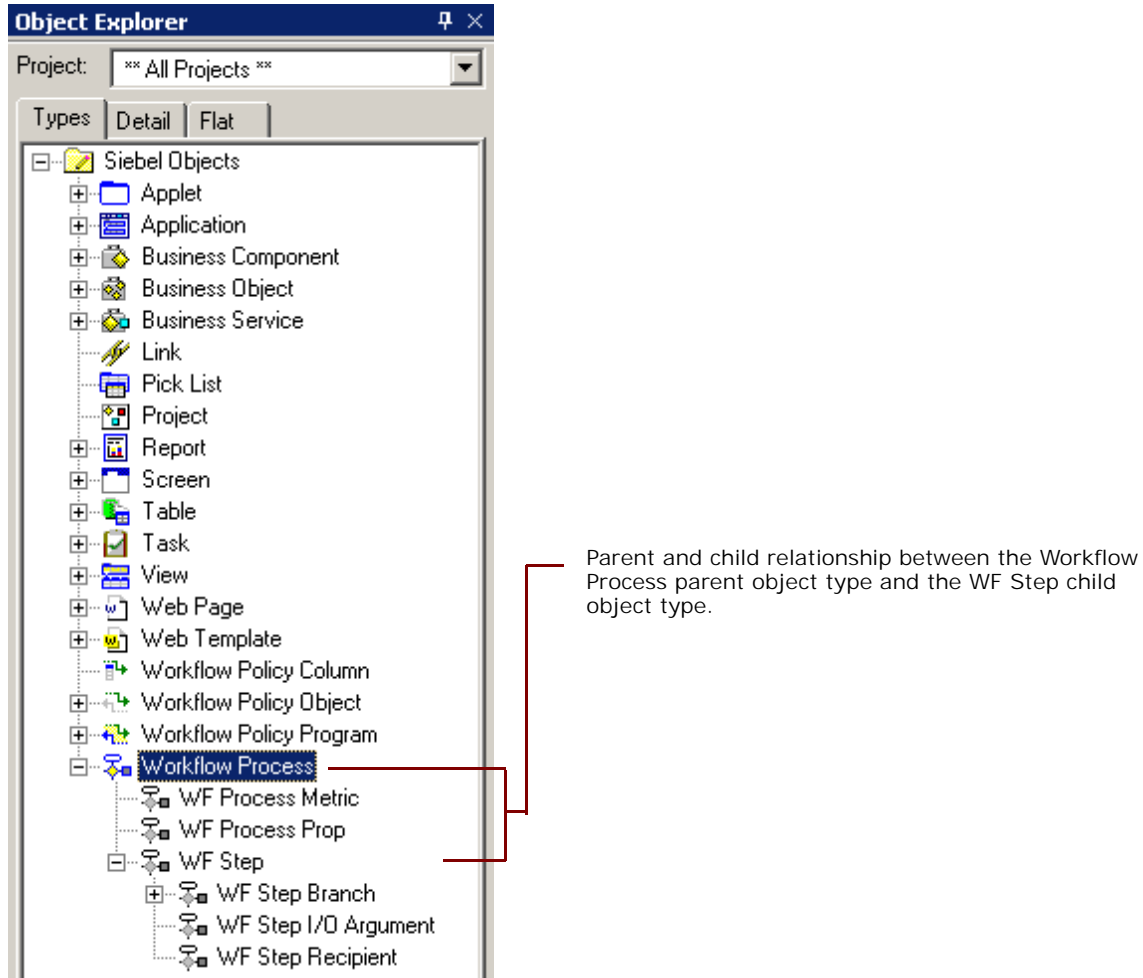 Object Explorer
Project: ** All Projects **
Types Detail Flat
Siebel Objects
Applet
Application
Business Component
Business Object
Business Service
Link
Pick List
Project
Report
Screen
Table
Task
View
Web Page
Web Template
Workflow Policy Column
Workflow Policy Object
Workflow Policy Program
Workflow Process
WF Process Metric
WF Process Prop
WF Step
WF Step Branch
WF Step I/O Argument
WF Step Recipient
Parent and child relationship between the Workflow
Process parent object type and the WF Step child
object type.